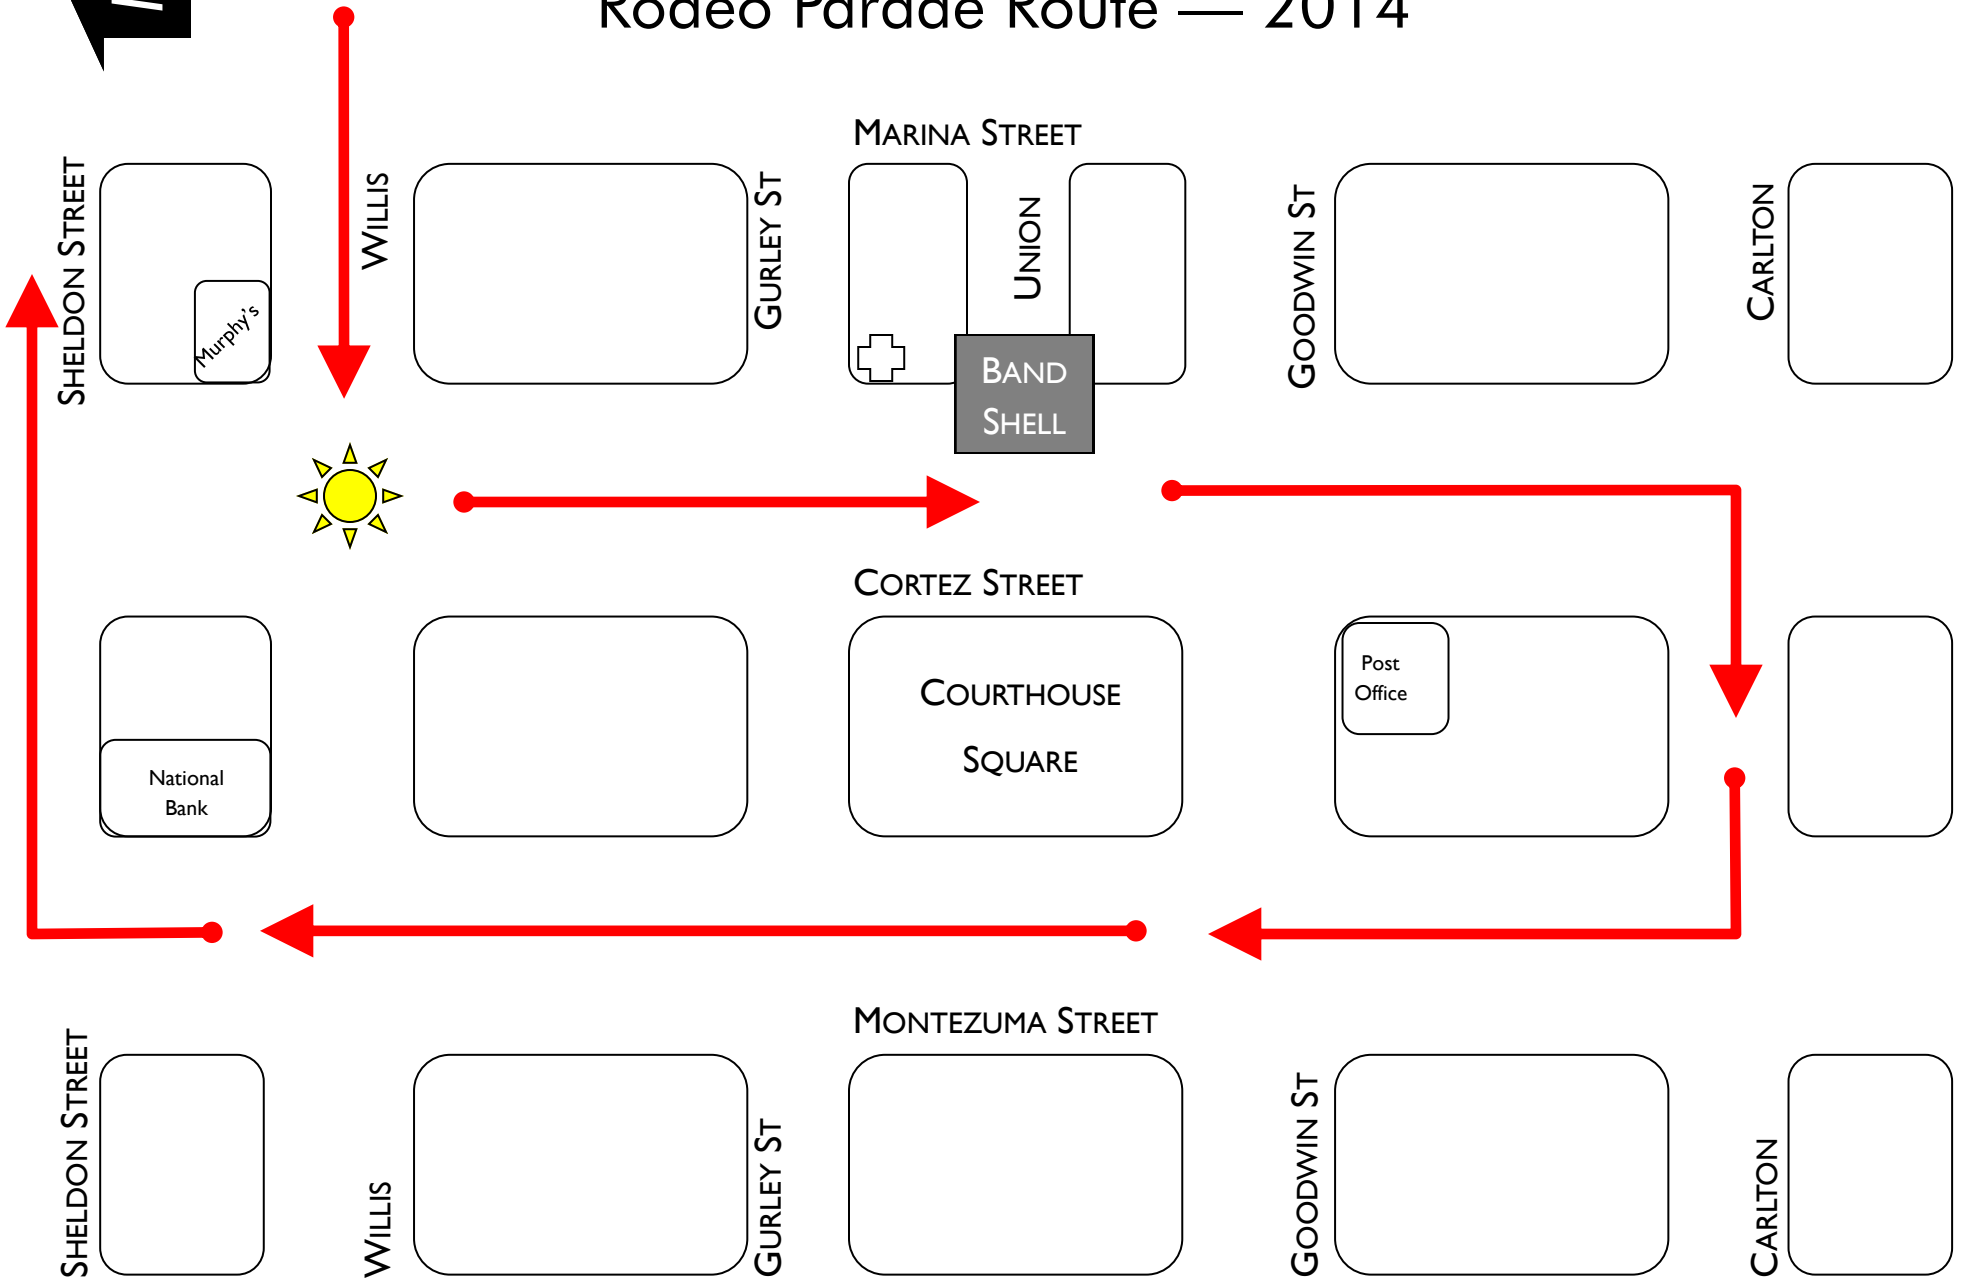 Rodeo Parade Route — 2014
MARINA STREET
SHELDON STREET
WILLIS
GURLEY ST
UNION
GOODWIN ST
CARLTON
Murphy's
BAND
SHELL
CORTEZ STREET
COURTHOUSE
SQUARE
Post
Office
National
Bank
MONTEZUMA STREET
SHELDON STREET
WILLIS
GURLEY ST
GOODWIN ST
CARLTON